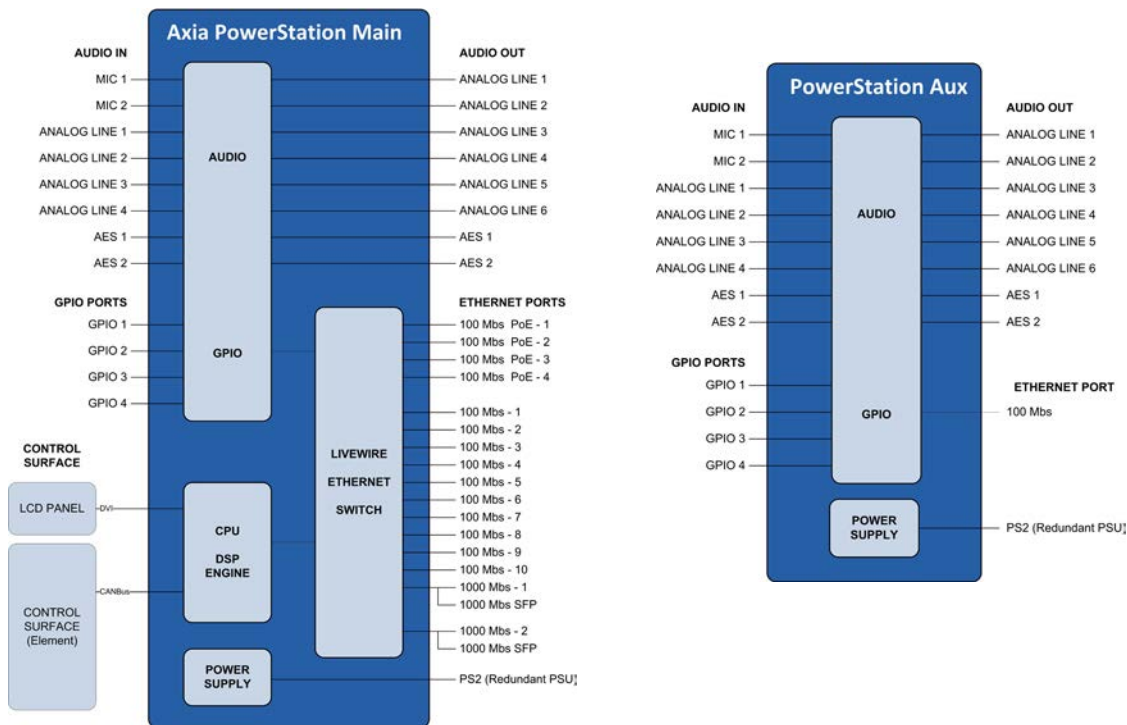 Axia PowerStation Main
AUDIO IN
MIC 1
MIC 2
ANALOG LINE 1
ANALOG LINE 2
ANALOG LINE 3
ANALOG LINE 4
AES 1
AES 2
GPIO PORTS
GPIO 1
GPIO 2
GPIO 3
GPIO 4
CONTROL
SURFACE
LCD PANEL
DVI
CONTROL
SURFACE
(Element)
CANBus
AUDIO
GPIO
CPU
DSP
ENGINE
POWER
SUPPLY
LIVEWIRE
ETHERNET
SWITCH
AUDIO OUT
ANALOG LINE 1
ANALOG LINE 2
ANALOG LINE 3
ANALOG LINE 4
ANALOG LINE 5
ANALOG LINE 6
AES 1
AES 2
ETHERNET PORTS
100 Mbs PoE - 1
100 Mbs PoE - 2
100 Mbs PoE - 3
100 Mbs PoE - 4
100 Mbs - 1
100 Mbs - 2
100 Mbs - 3
100 Mbs - 4
100 Mbs - 5
100 Mbs - 6
100 Mbs - 7
100 Mbs - 8
100 Mbs - 9
100 Mbs - 10
1000 Mbs - 1
1000 Mbs SFP
1000 Mbs - 2
1000 Mbs SFP
PS2 (Redundant PSU)
PowerStation Aux
AUDIO IN
MIC 1
MIC 2
ANALOG LINE 1
ANALOG LINE 2
ANALOG LINE 3
ANALOG LINE 4
AES 1
AES 2
GPIO PORTS
GPIO 1
GPIO 2
GPIO 3
GPIO 4
AUDIO
GPIO
POWER
SUPPLY
AUDIO OUT
ANALOG LINE 1
ANALOG LINE 2
ANALOG LINE 3
ANALOG LINE 4
ANALOG LINE 5
ANALOG LINE 6
AES 1
AES 2
ETHERNET PORT
100 Mbs
PS2 (Redundant PSU)